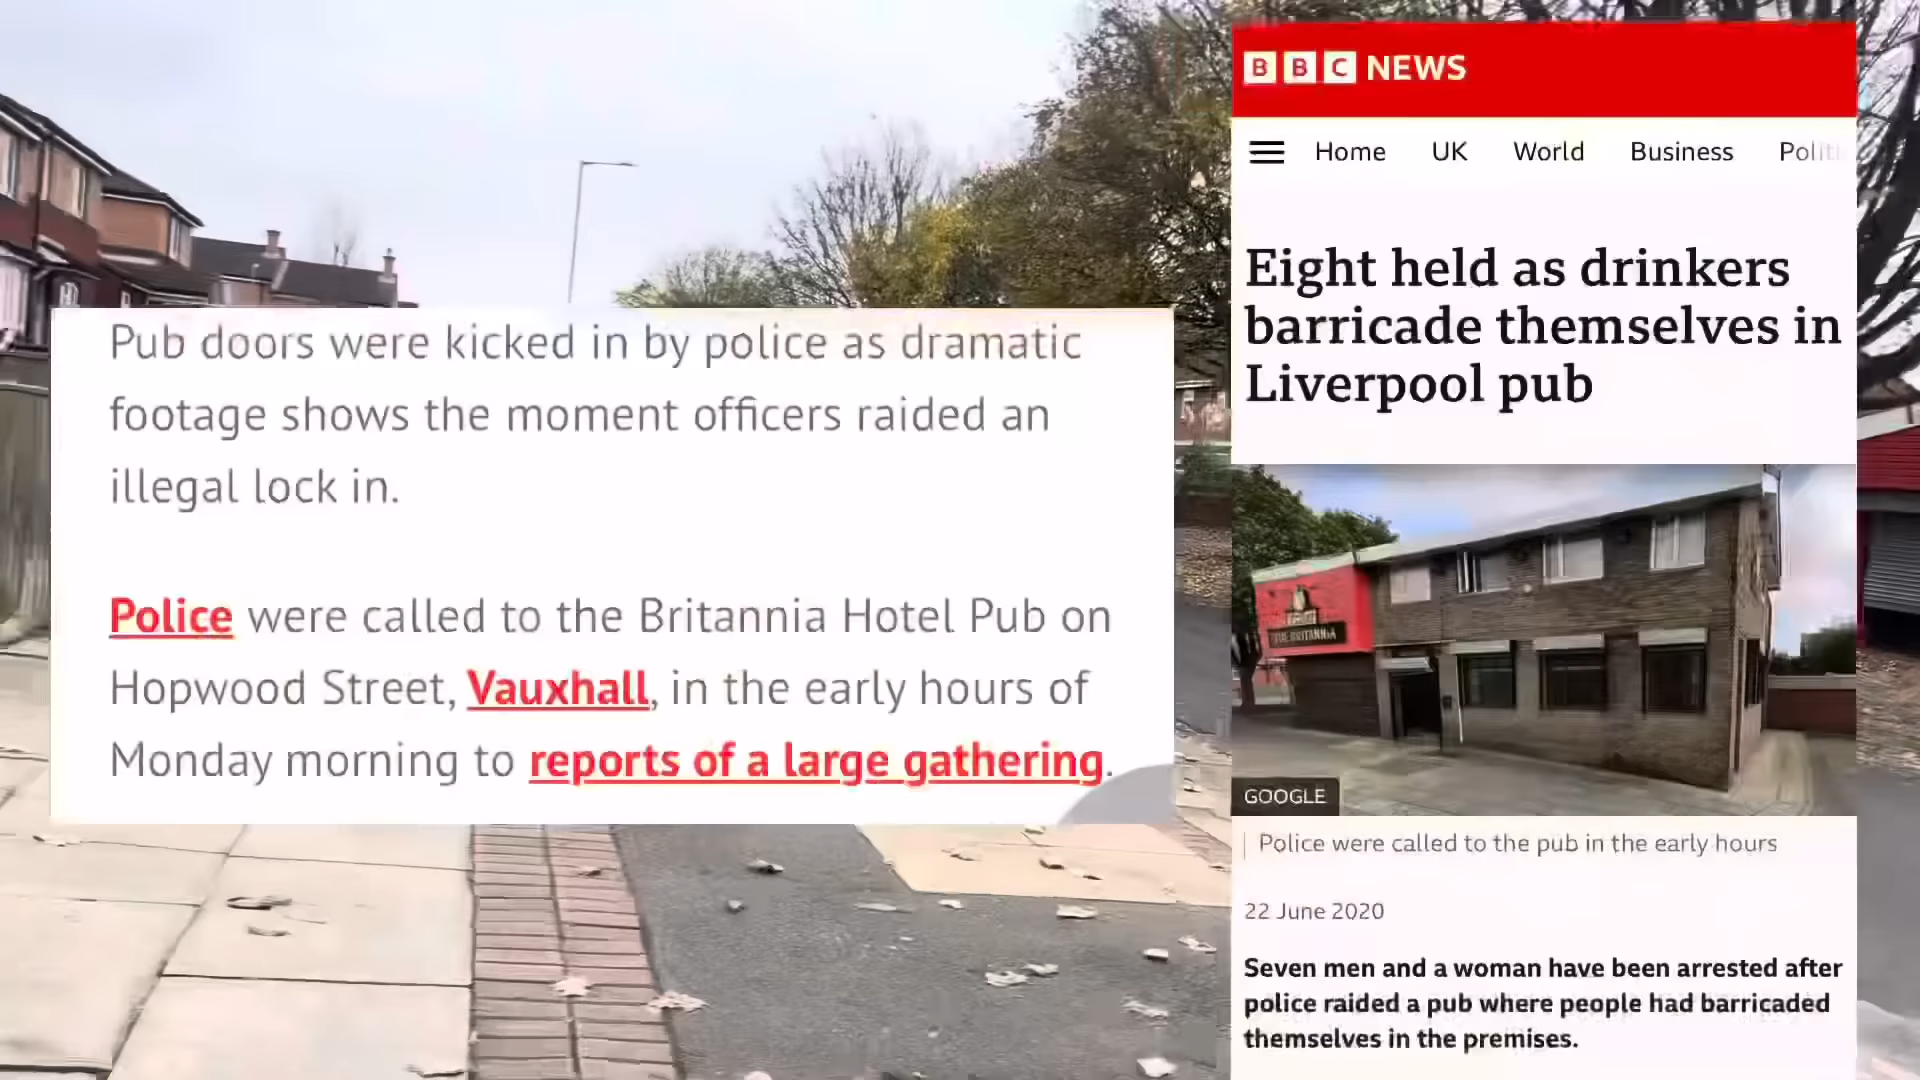 Pub doors were kicked in by police as dramatic
footage shows the moment officers raided an
illegal lock in.
Police were called to the Britannia Hotel Pub on
Hopwood Street, Vauxhall, in the early hours of
Monday morning to reports of a large gathering.
BBC NEWS
Home UK World Business Politi
Eight held as drinkers
barricade themselves in
Liverpool pub
THE BRITANNIA
GOOGLE
Police were called to the pub in the early hours
22 June 2020
Seven men and a woman have been arrested after
police raided a pub where people had barricaded
themselves in the premises.